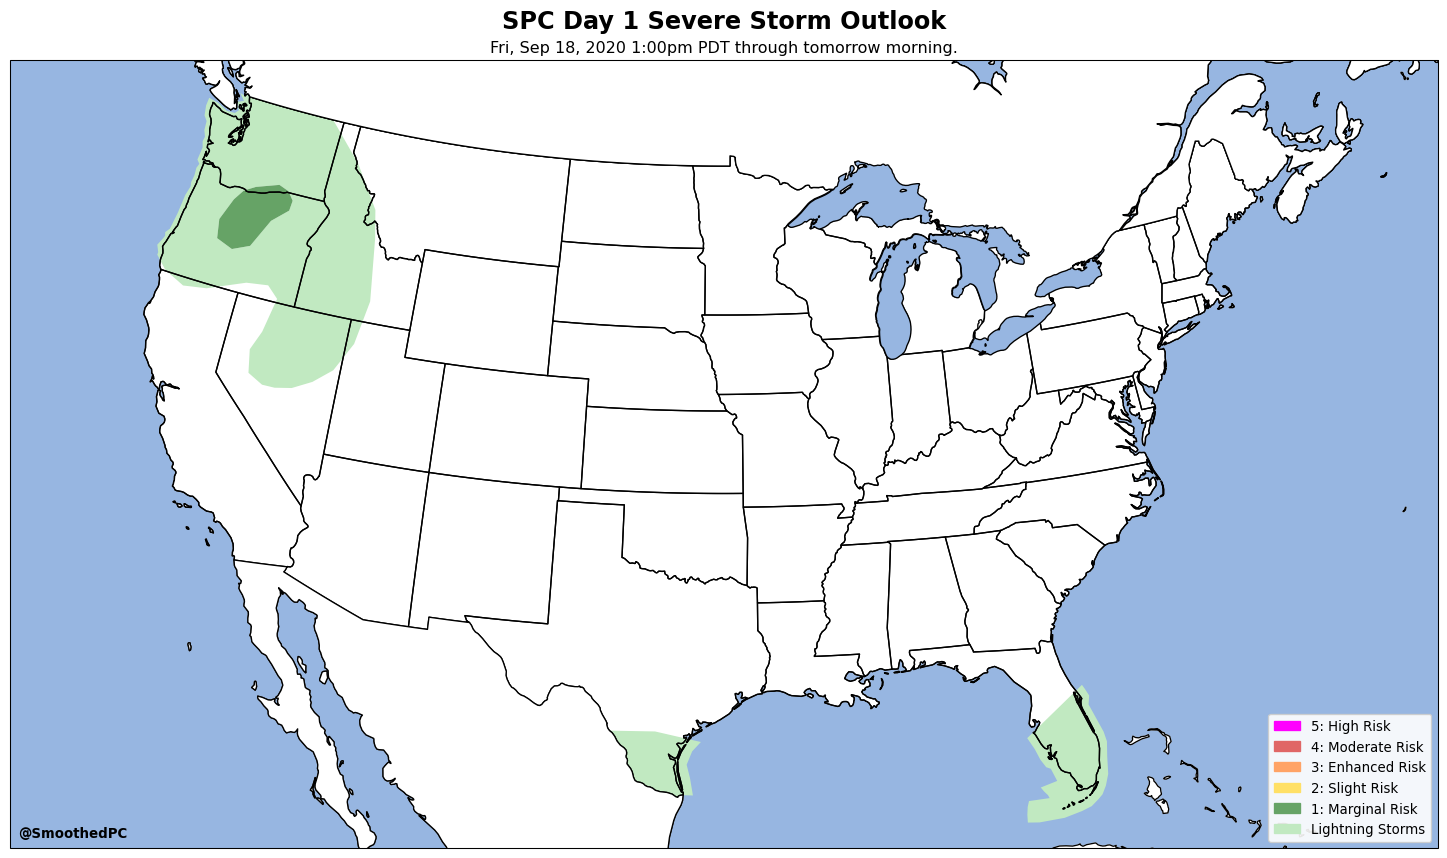 SPC Day 1 Severe Storm Outlook
Fri, Sep 18, 2020 1:00pm PDT through tomorrow morning.
5: High Risk
4: Moderate Risk
3: Enhanced Risk
2: Slight Risk
1: Marginal Risk
Lightning Storms
@SmoothedPC